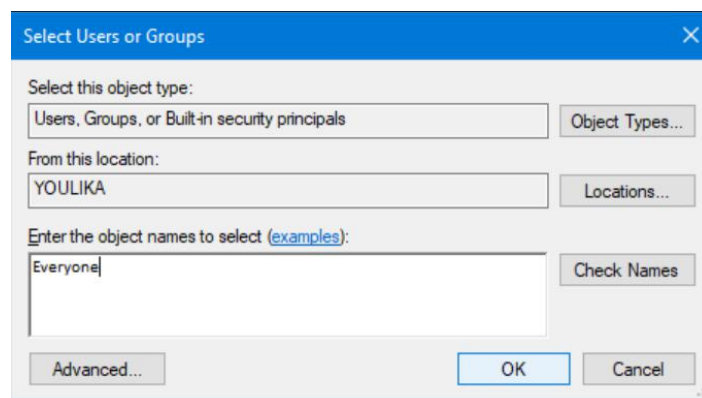 Select Users or Groups
Select this object type:
Users, Groups, or Built-in security principals
Object Types...
From this location:
YOULIKA
Locations...
Enter the object names to select (examples):
Everyone
Check Names
Advanced...
OK
Cancel